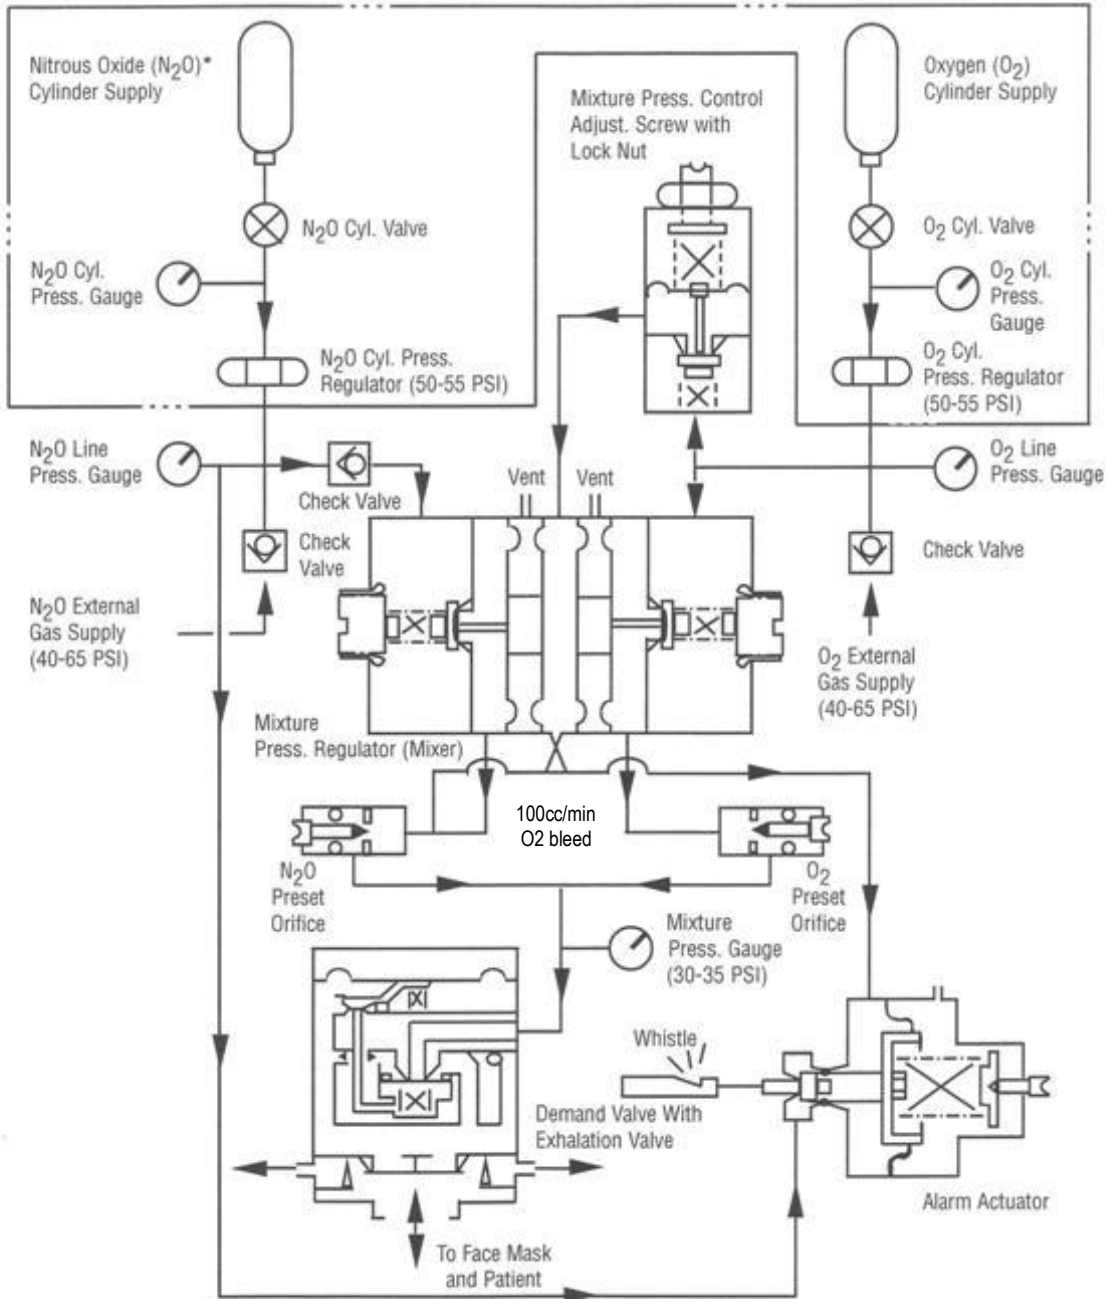 Nitrous Oxide (N₂O)*
Cylinder Supply
Oxygen (O₂)
Cylinder Supply
Mixture Press. Control
Adjust. Screw with
Lock Nut
N₂O Cyl. Valve
O₂ Cyl. Valve
N₂O Cyl.
Press. Gauge
O₂ Cyl.
Press.
Gauge
N₂O Cyl. Press.
Regulator (50-55 PSI)
O₂ Cyl.
Press. Regulator
(50-55 PSI)
N₂O Line
Press. Gauge
O₂ Line
Press. Gauge
Check Valve
Vent
Vent
Check
Valve
Check Valve
N₂O External
Gas Supply
(40-65 PSI)
O₂ External
Gas Supply
(40-65 PSI)
Mixture
Press. Regulator (Mixer)
100cc/min
O2 bleed
N₂O
Preset
Orifice
O₂
Preset
Orifice
Mixture
Press. Gauge
(30-35 PSI)
Whistle
Demand Valve With
Exhalation Valve
Alarm Actuator
To Face Mask
and Patient